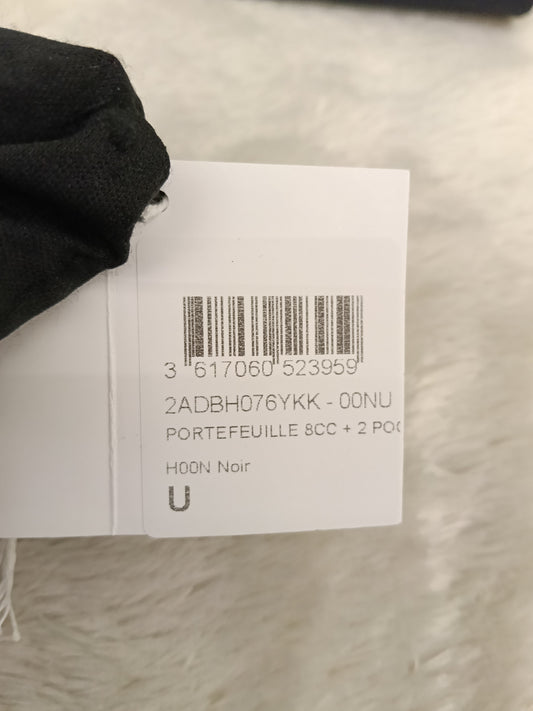 3 617060 523959
2ADBH076YKK - 00NU
PORTEFEUILLE 8CC + 2
H00N Noir
U